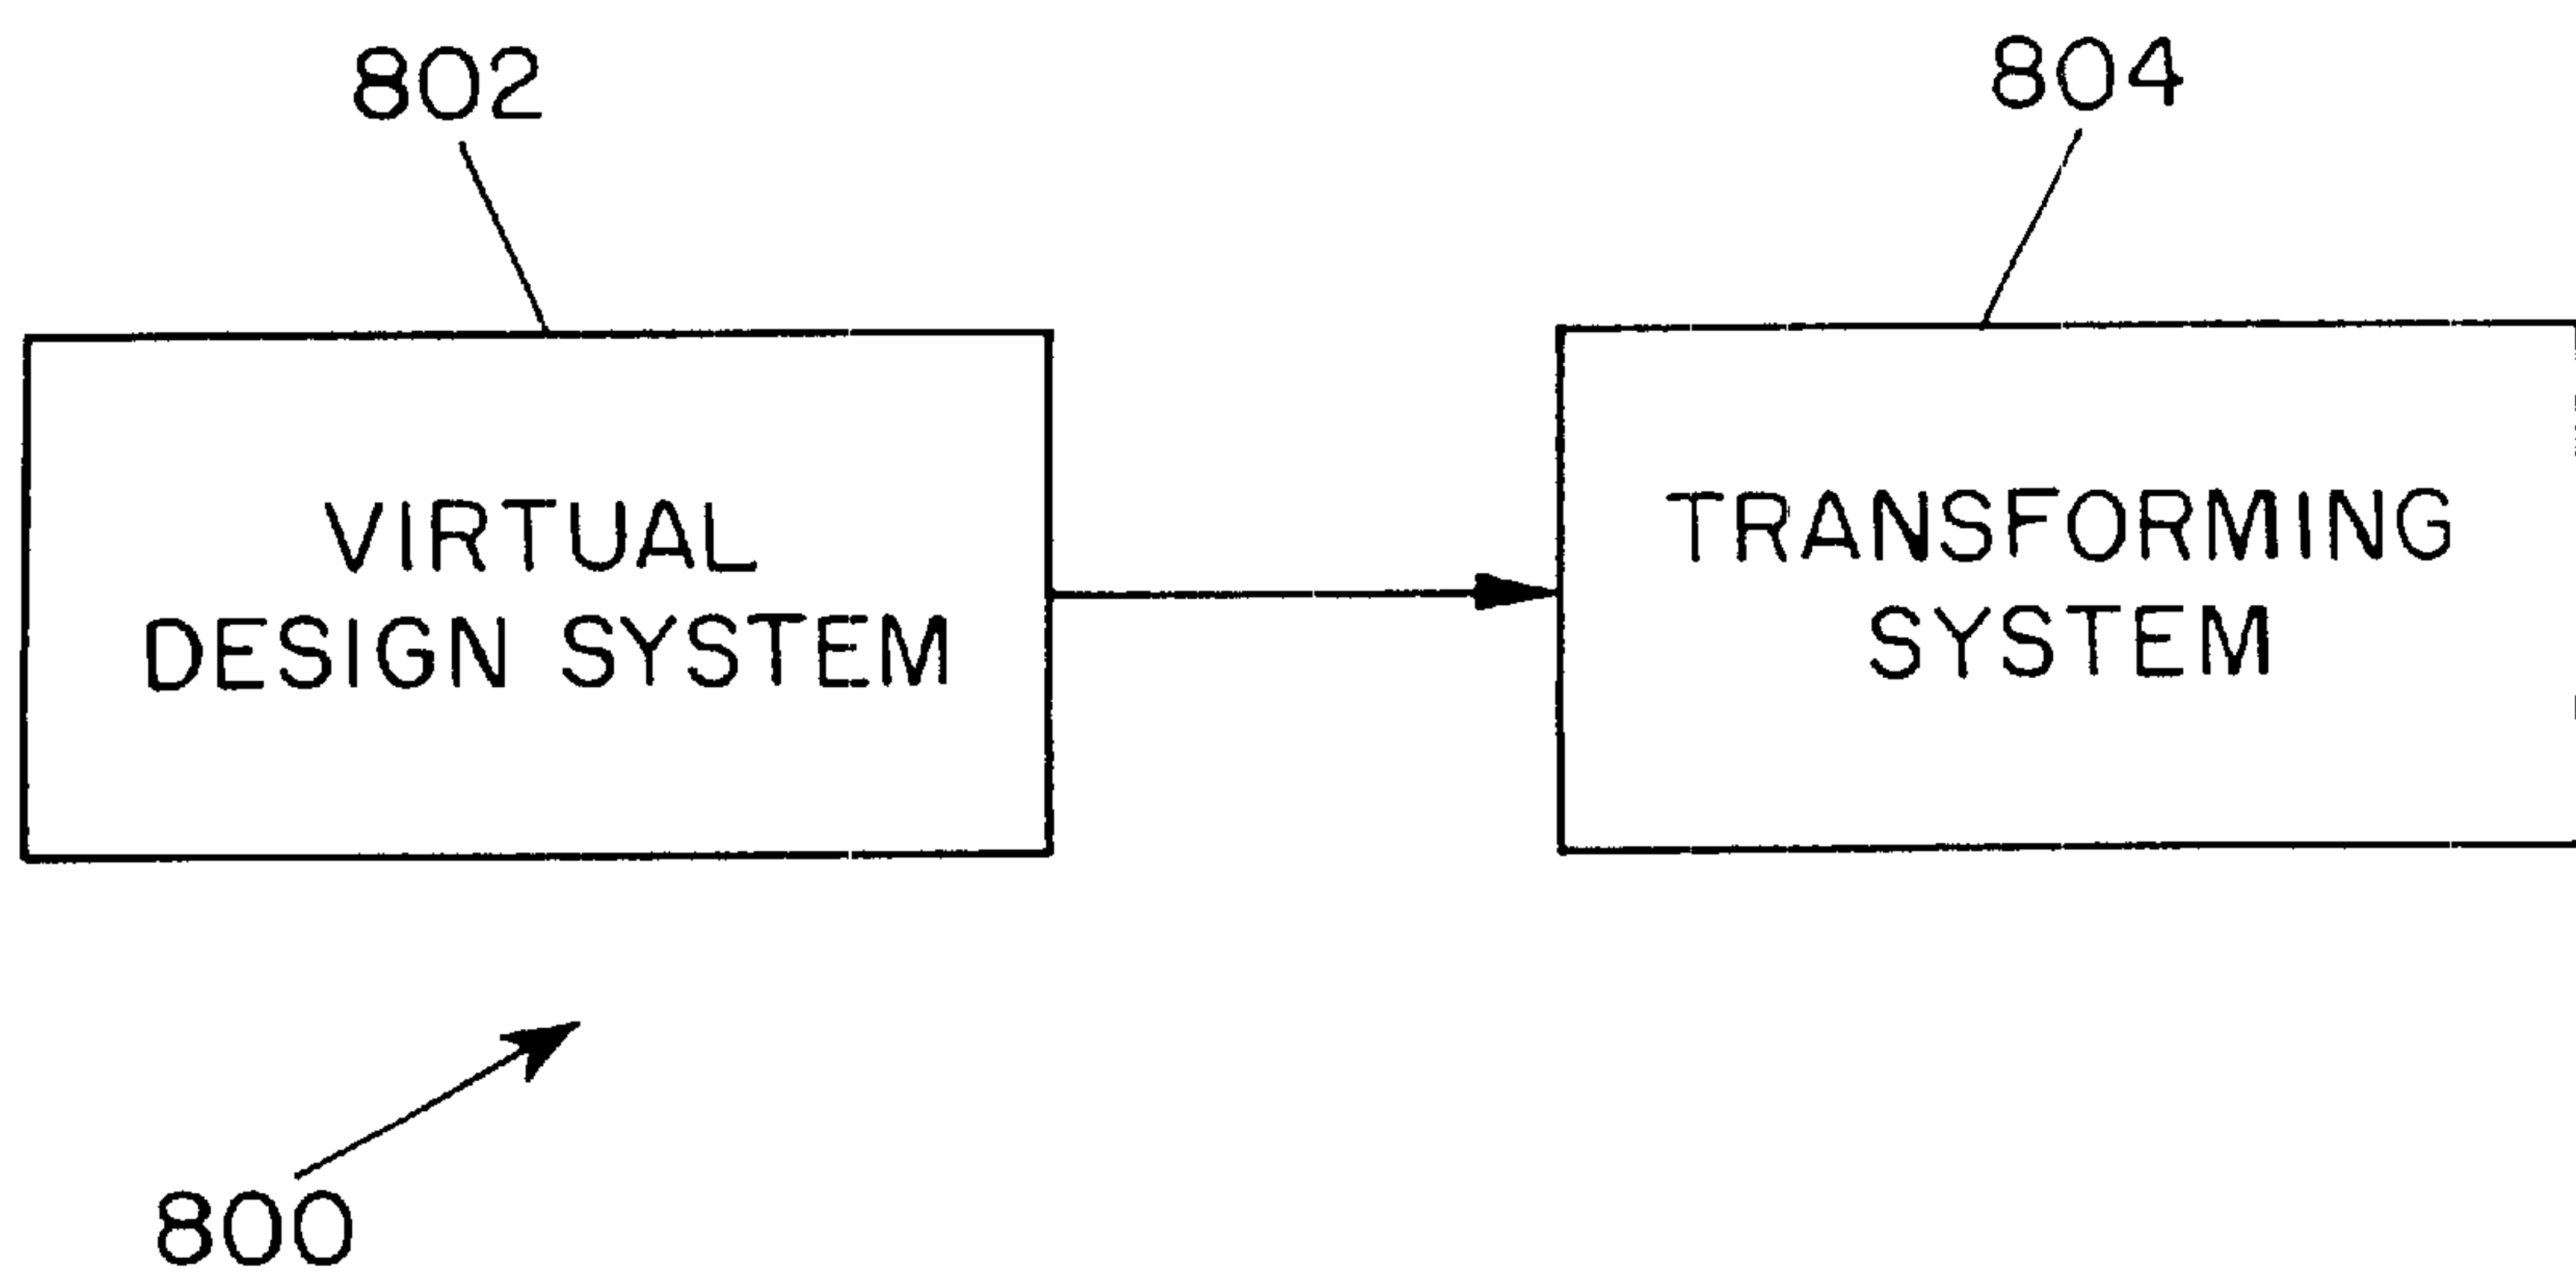 802
804
VIRTUAL
DESIGN SYSTEM
TRANSFORMING
SYSTEM
800